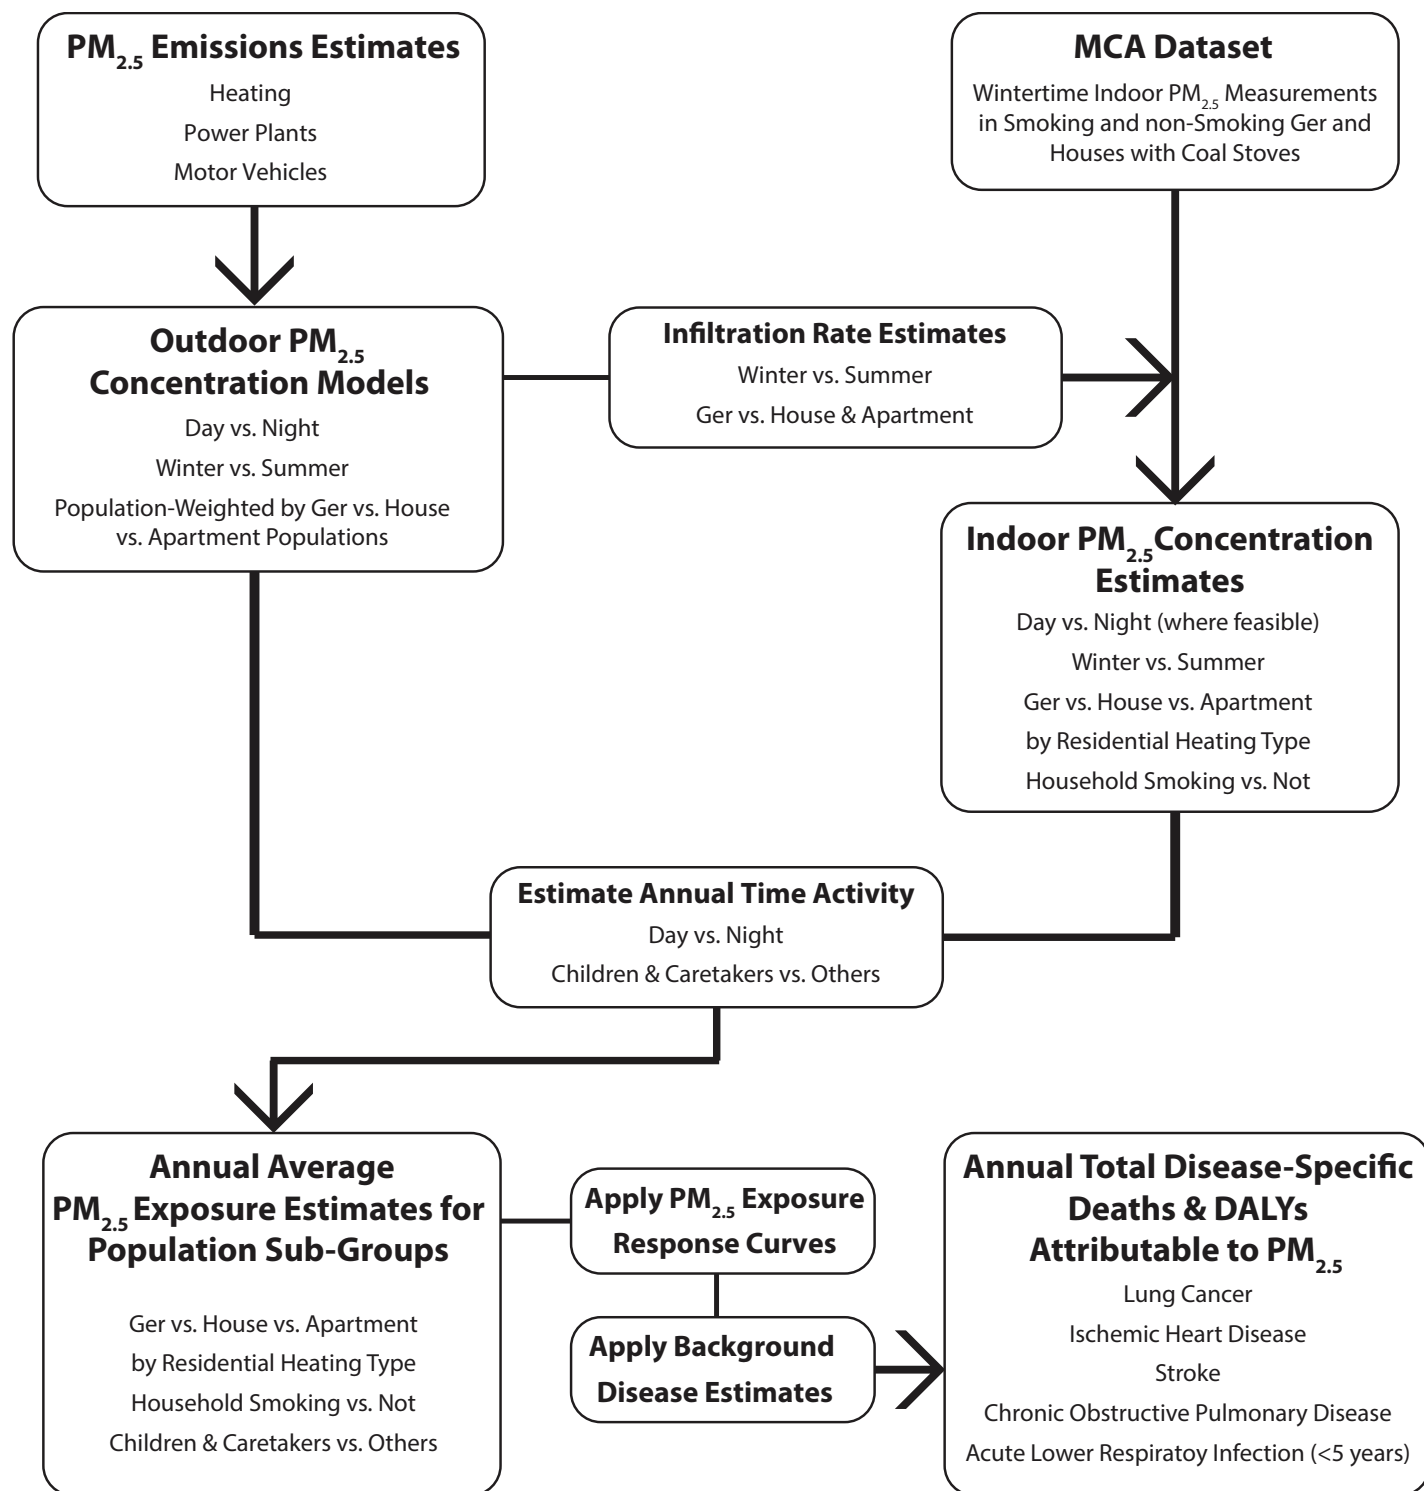 PM2.5 Emissions Estimates
Heating
Power Plants
Motor Vehicles
MCA Dataset
Wintertime Indoor PM2.5 Measurements
in Smoking and non-Smoking Ger and
Houses with Coal Stoves
Outdoor PM2.5
Concentration Models
Day vs. Night
Winter vs. Summer
Population-Weighted by Ger vs. House
vs. Apartment Populations
Infiltration Rate Estimates
Winter vs. Summer
Ger vs. House & Apartment
Indoor PM2.5 Concentration
Estimates
Day vs. Night (where feasible)
Winter vs. Summer
Ger vs. House vs. Apartment
by Residential Heating Type
Household Smoking vs. Not
Estimate Annual Time Activity
Day vs. Night
Children & Caretakers vs. Others
Annual Average
PM2.5 Exposure Estimates for
Population Sub-Groups
Ger vs. House vs. Apartment
by Residential Heating Type
Household Smoking vs. Not
Children & Caretakers vs. Others
Apply PM2.5 Exposure
Response Curves
Apply Background
Disease Estimates
Annual Total Disease-Specific
Deaths & DALYs
Attributable to PM2.5
Lung Cancer
Ischemic Heart Disease
Stroke
Chronic Obstructive Pulmonary Disease
Acute Lower Respiratoy Infection (<5 years)